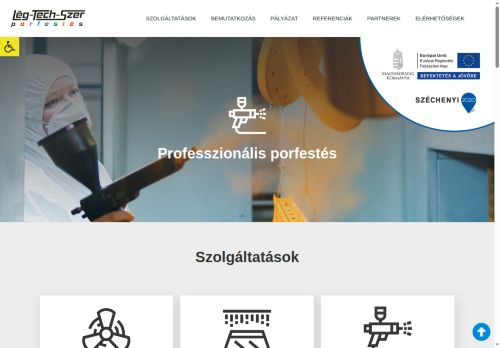 Lég-Tech-Szer
porfestés
SZOLGÁLTATÁSOK BEMUTATKOZÁS PÁLYÁZAT REFERENCIÁK PARTNEREK ELÉRHETŐSÉGEK
Európai Unió
Európai Regionális
Fejlesztési Alap
MAGYARORSZÁG
KORMÁNYA
BEFEKTETÉS A JÖVŐBE
SZÉCHENYI 2020
Professzionális porfestés
Szolgáltatások